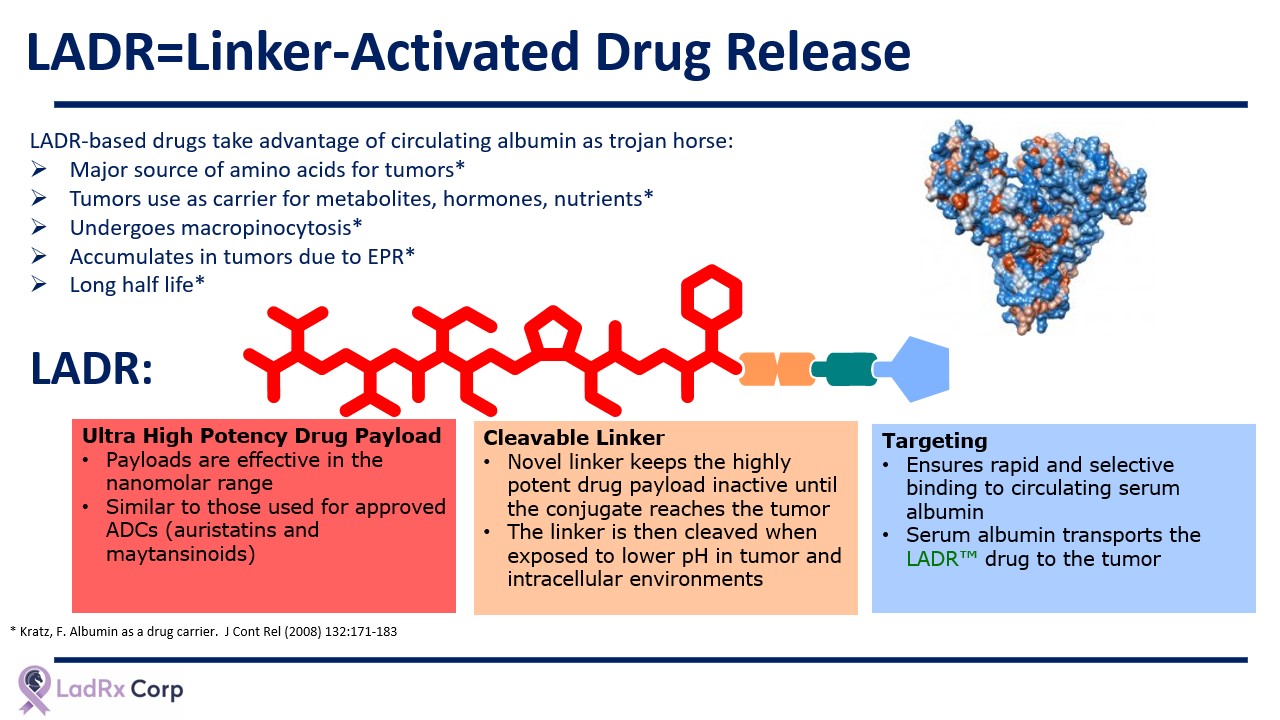 LADR=Linker-Activated Drug Release
LADR-based drugs take advantage of circulating albumin as trojan horse:
➢ Major source of amino acids for tumors*
➢ Tumors use as carrier for metabolites, hormones, nutrients*
➢ Undergoes macropinocytosis*
➢ Accumulates in tumors due to EPR*
➢ Long half life*
LADR:
Ultra High Potency Drug Payload
• Payloads are effective in the
nanomolar range
• Similar to those used for approved
ADCs (auristatins and
maytansinoids)
Cleavable Linker
• Novel linker keeps the highly
potent drug payload inactive until
the conjugate reaches the tumor
• The linker is then cleaved when
exposed to lower pH in tumor and
intracellular environments
Targeting
• Ensures rapid and selective
binding to circulating serum
albumin
• Serum albumin transports the
LADR™ drug to the tumor
* Kratz, F. Albumin as a drug carrier. J Cont Rel (2008) 132:171-183
LadRx Corp